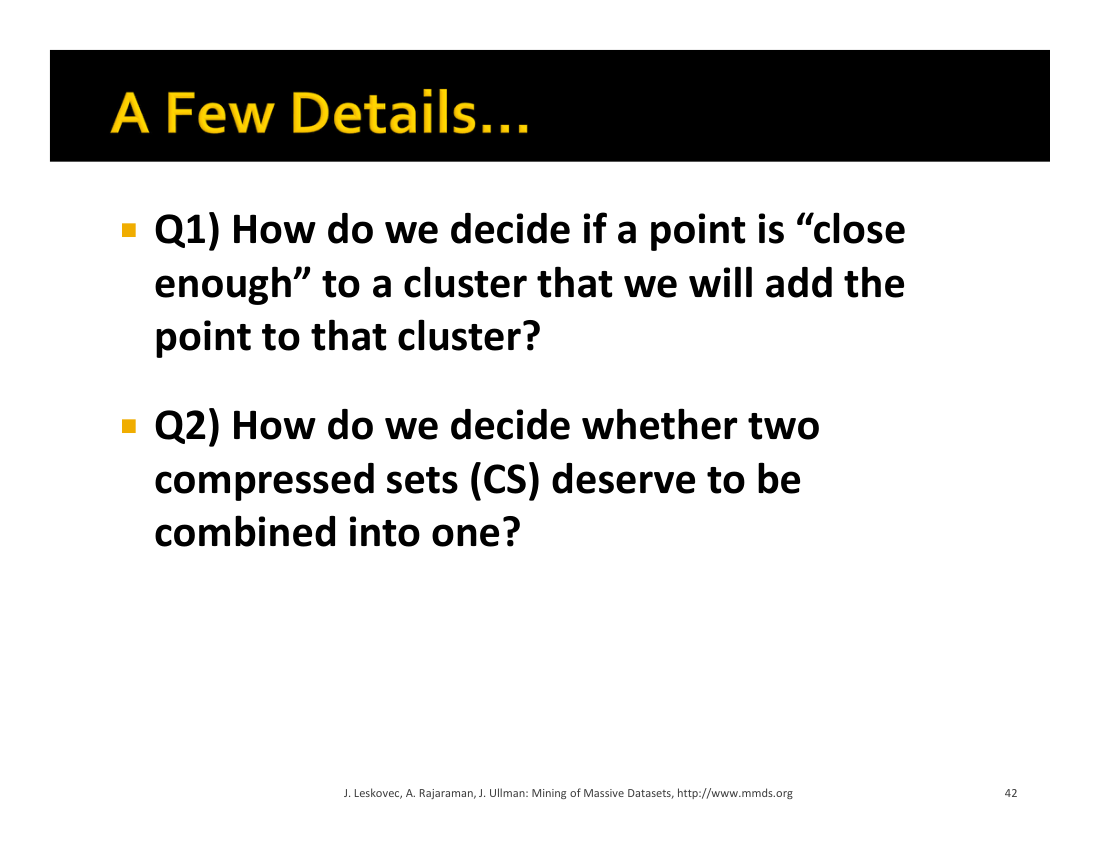 A Few Details…
Q1) How do we decide if a point is “close
enough” to a cluster that we will add the
point to that cluster?
Q2) How do we decide whether two
compressed sets (CS) deserve to be
combined into one?
J. Leskovec, A. Rajaraman, J. Ullman: Mining of Massive Datasets, http://www.mmds.org
42